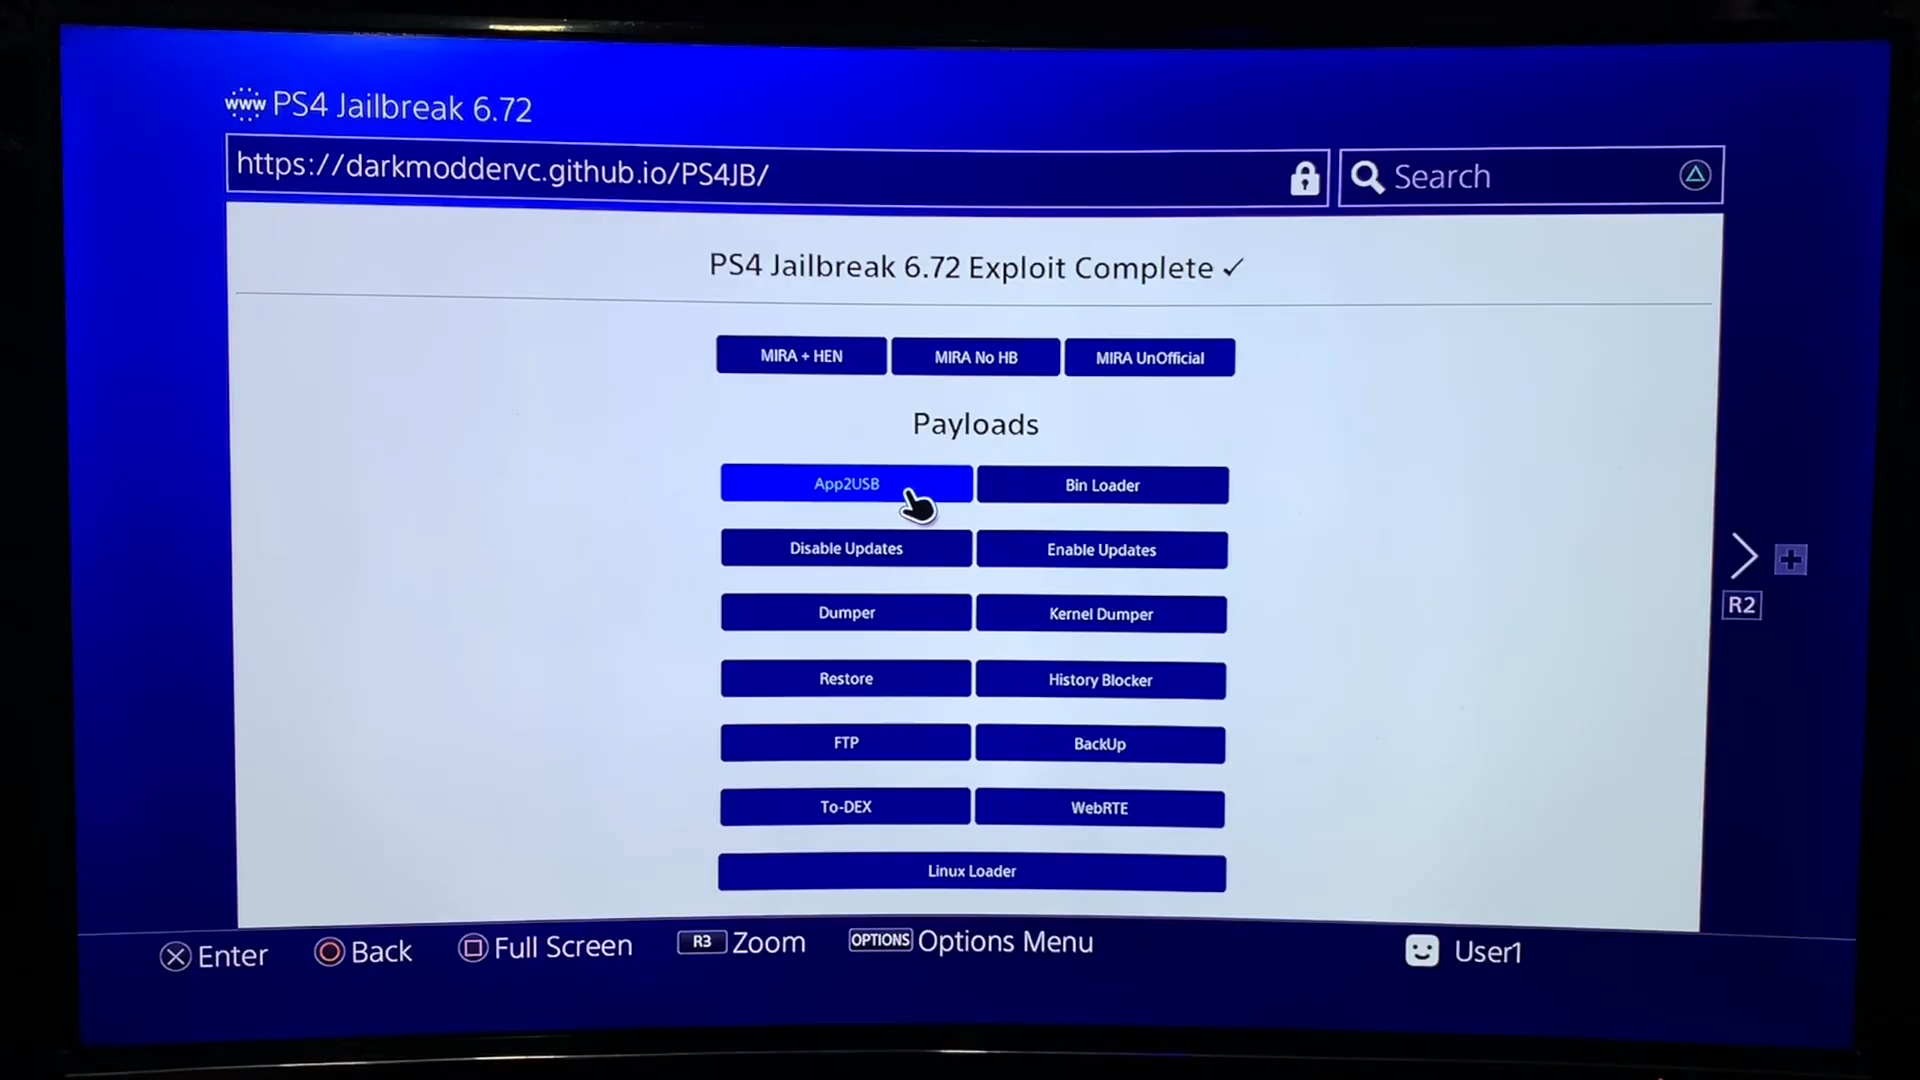 www PS4 Jailbreak 6.72
https://darkmoddervc.github.io/PS4JB/ Search
PS4 Jailbreak 6.72 Exploit Complete ✓
MIRA + HEN MIRA No HB MIRA UnOfficial
Payloads
App2USB Bin Loader
Disable Updates Enable Updates
Dumper Kernel Dumper
Restore History Blocker
FTP BackUp
To-DEX WebRTE
Linux Loader
R2
Enter Back Full Screen R3 Zoom OPTIONS Options Menu User1